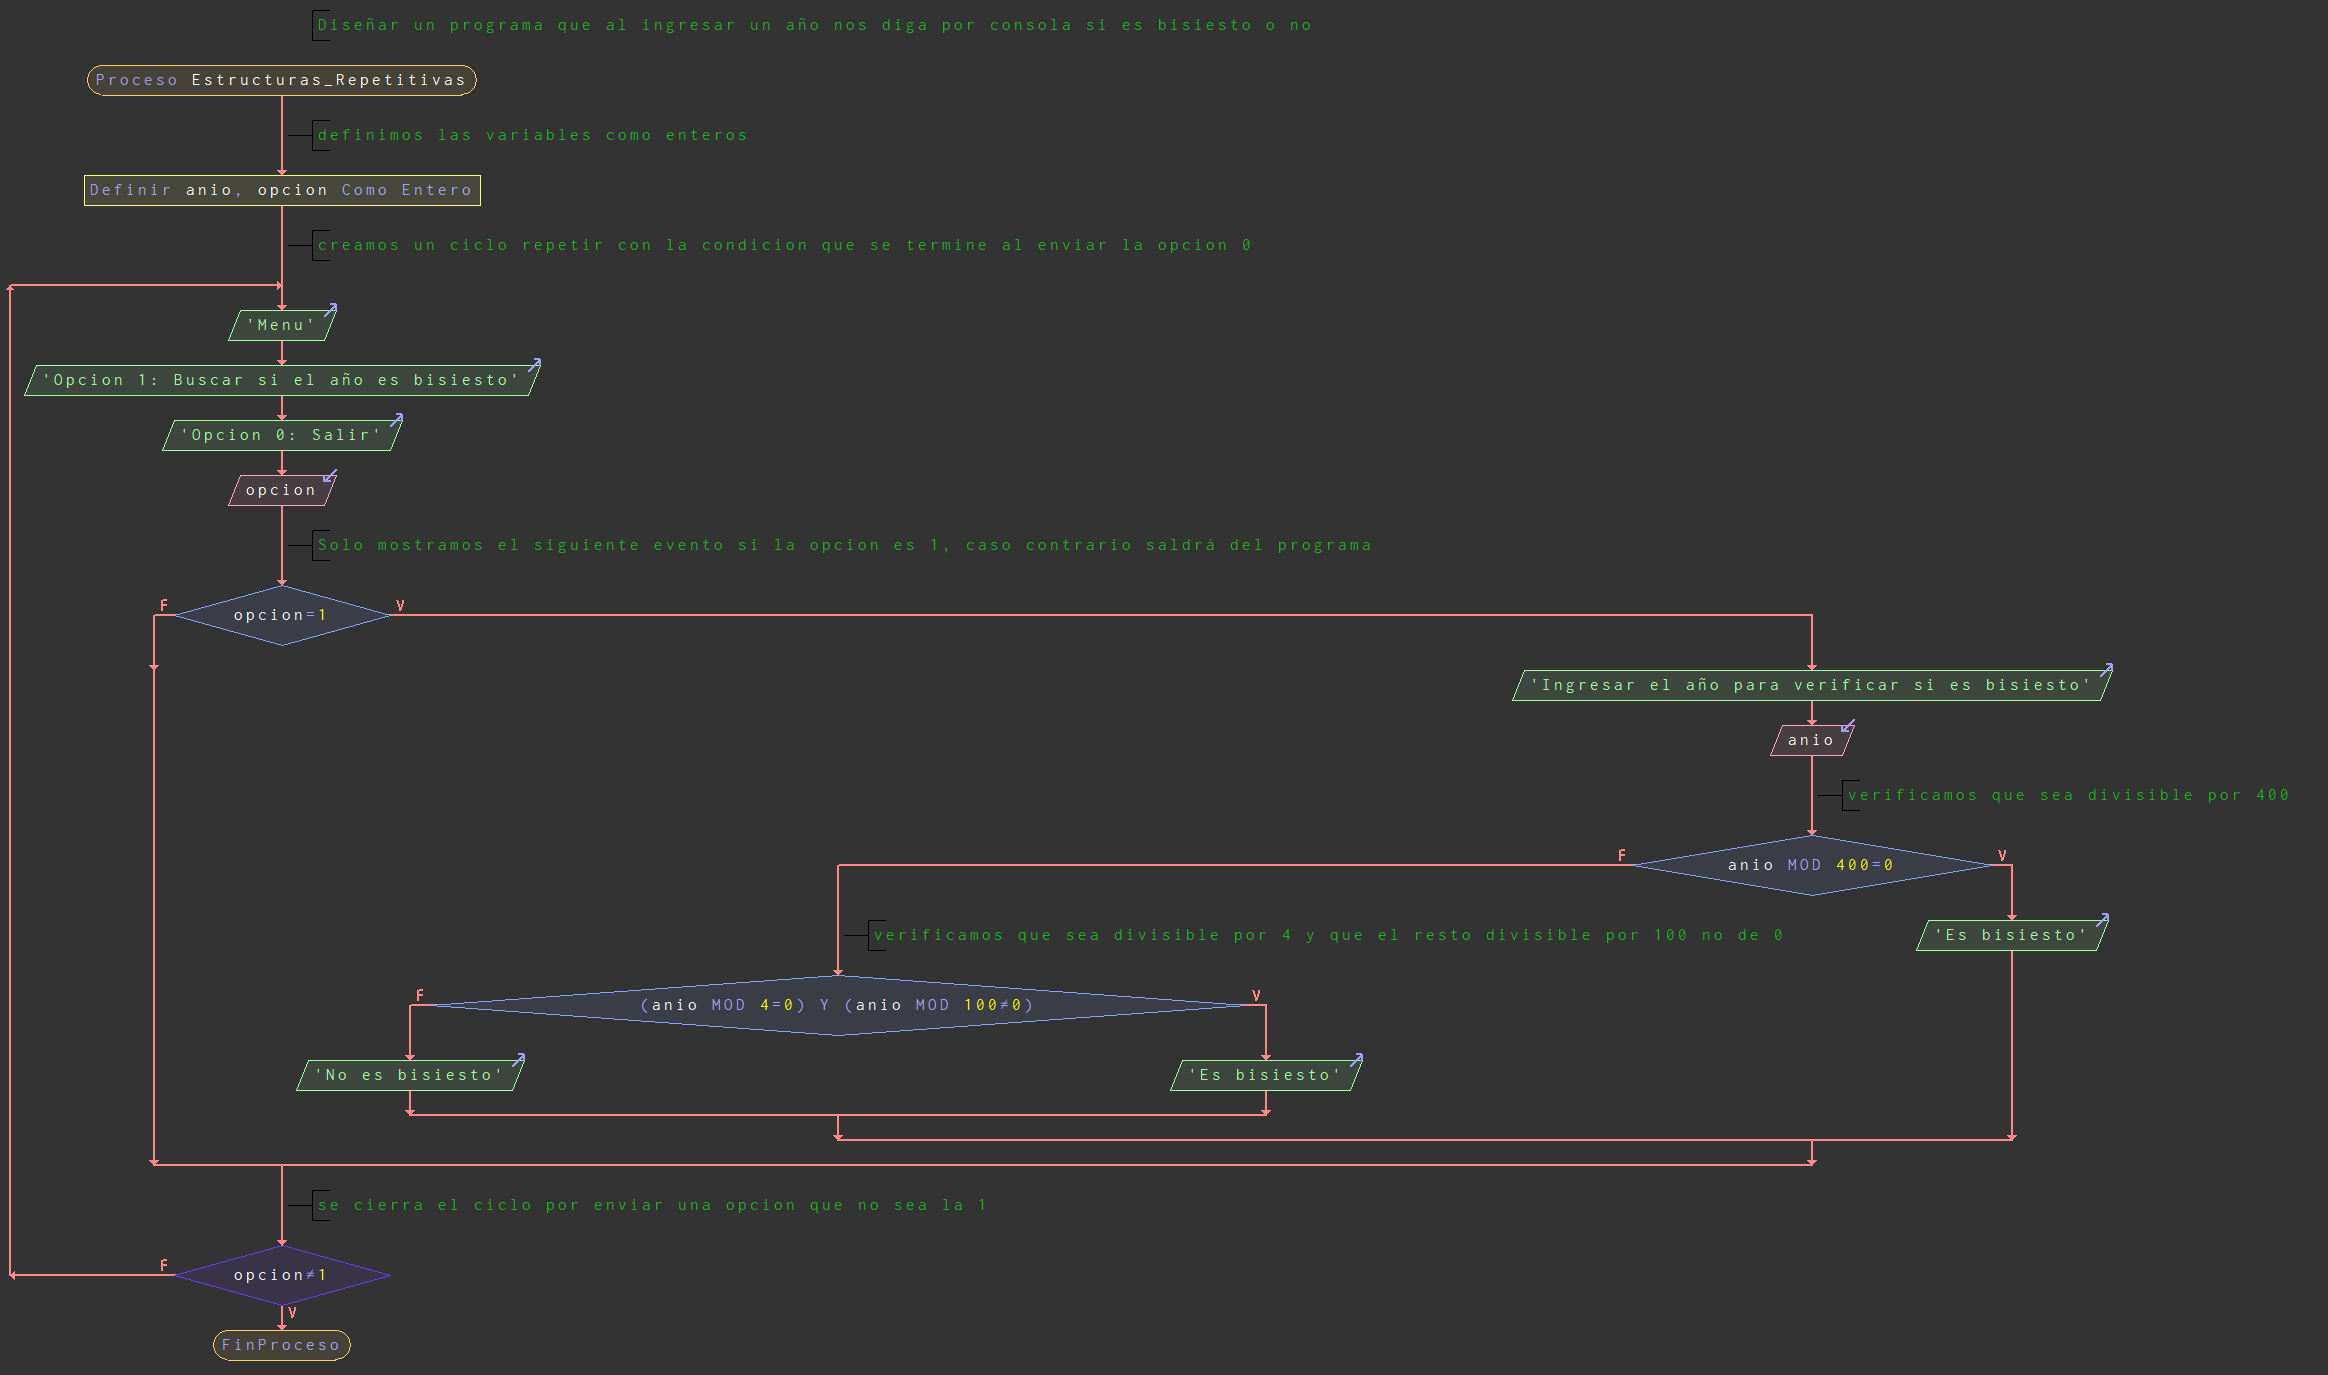 Diseñar un programa que al ingresar un año nos diga por consola si es bisiesto o no
Proceso Estructuras_Repetitivas
definimos las variables como enteros
Definir anio, opcion Como Entero
creamos un ciclo repetir con la condicion que se termine al enviar la opcion 0
'Menu'
'Opcion 1: Buscar si el año es bisiesto'
'Opcion 0: Salir'
opcion
Solo mostramos el siguiente evento si la opcion es 1, caso contrario saldrá del programa
F
V
opcion=1
'Ingresar el año para verificar si es bisiesto'
anio
verificamos que sea divisible por 400
F
V
anio MOD 400=0
verificamos que sea divisible por 4 y que el resto divisible por 100 no de 0
'Es bisiesto'
F
V
(anio MOD 4=0) Y (anio MOD 100≠0)
'No es bisiesto'
'Es bisiesto'
se cierra el ciclo por enviar una opcion que no sea la 1
F
opcion≠1
V
FinProceso